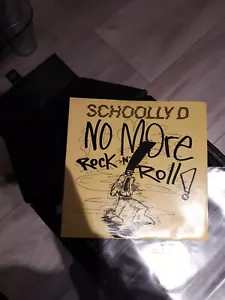 SCHOOLLY D
NO MORE
ROCK -N- ROLL!